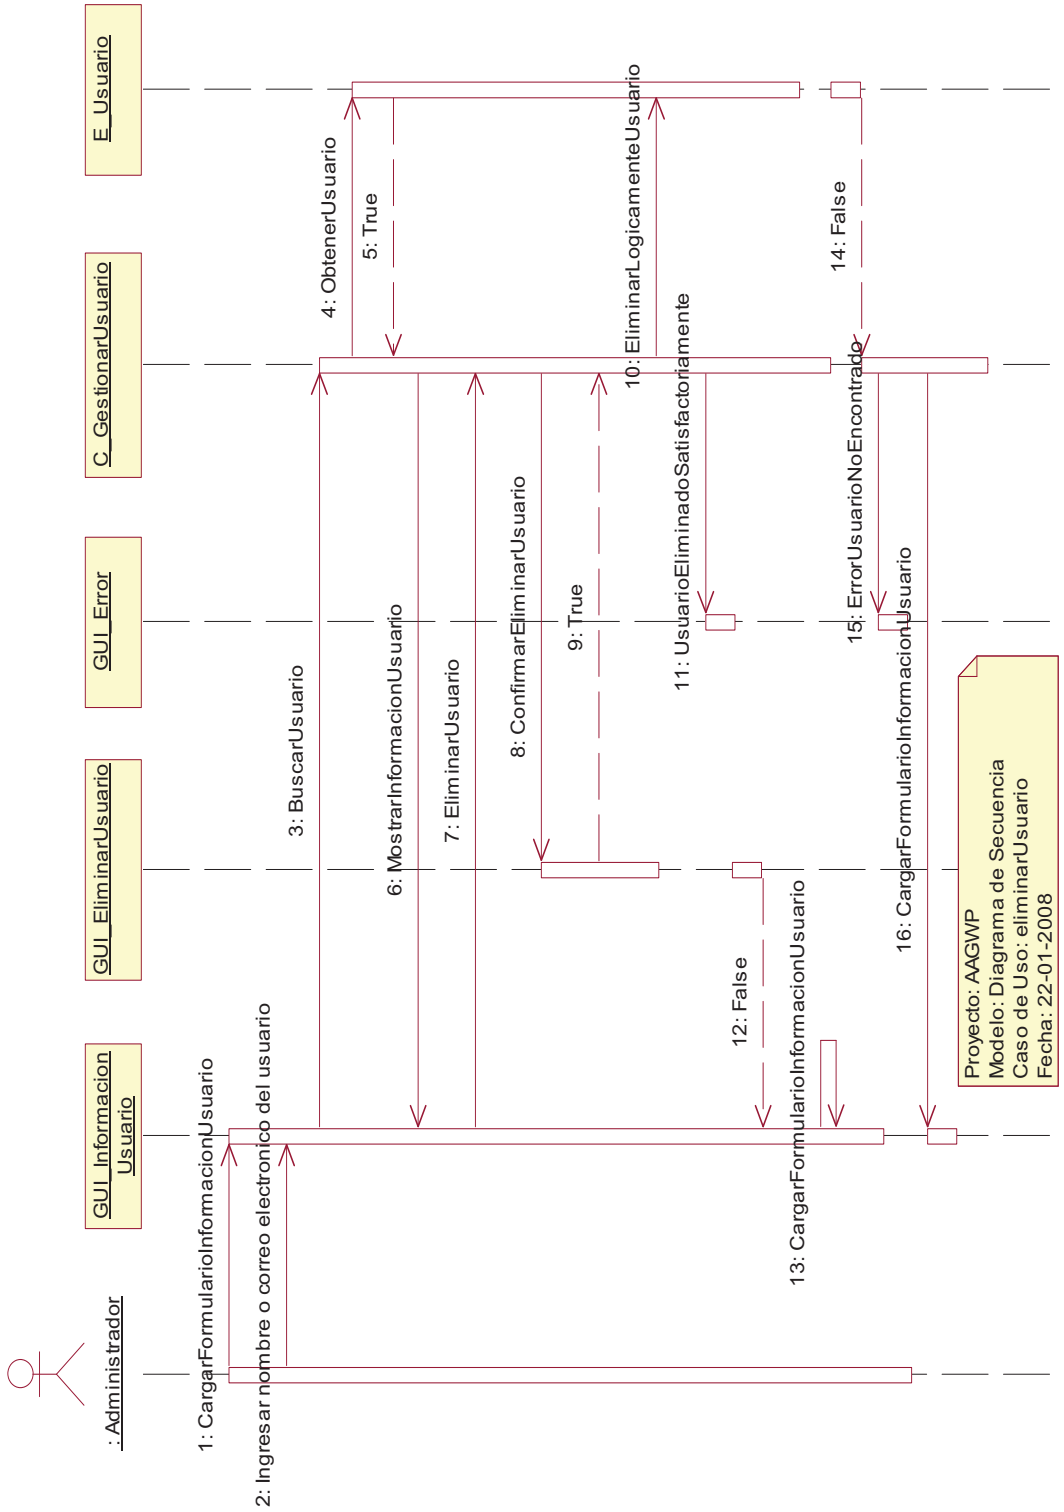 : Administrador
GUI_Informacion
Usuario
GUI_EliminarUsuario
GUI_Error
C_GestionarUsuario
E_Usuario
1: CargarFormularioInformacionUsuario
2: Ingresar nombre o correo electronico del usuario
3: BuscarUsuario
4: ObtenerUsuario
5: True
6: MostrarInformacionUsuario
7: EliminarUsuario
8: ConfirmarEliminarUsuario
9: True
10: EliminarLogicamenteUsuario
11: UsuarioEliminadoSatisfactoriamente
12: False
13: CargarFormularioInformacionUsuario
14: False
15: ErrorUsuarioNoEncontrado
16: CargarFormularioInformacionUsuario
Proyecto: AAGWP
Modelo: Diagrama de Secuencia
Caso de Uso: eliminarUsuario
Fecha: 22-01-2008